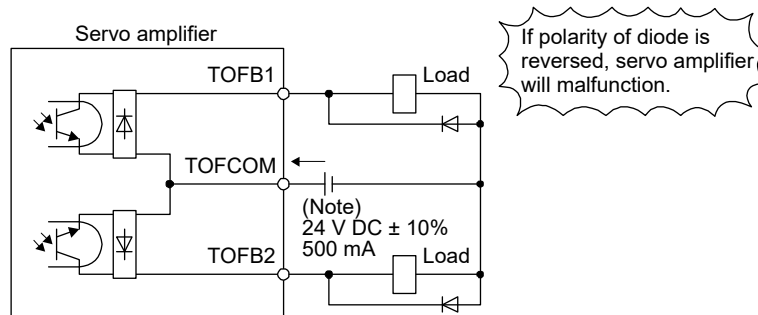 Servo amplifier
TOFB1
Load
If polarity of diode is
reversed, servo amplifier
will malfunction.
TOFCOM
(Note)
24 V DC ± 10%
500 mA
TOFB2
Load